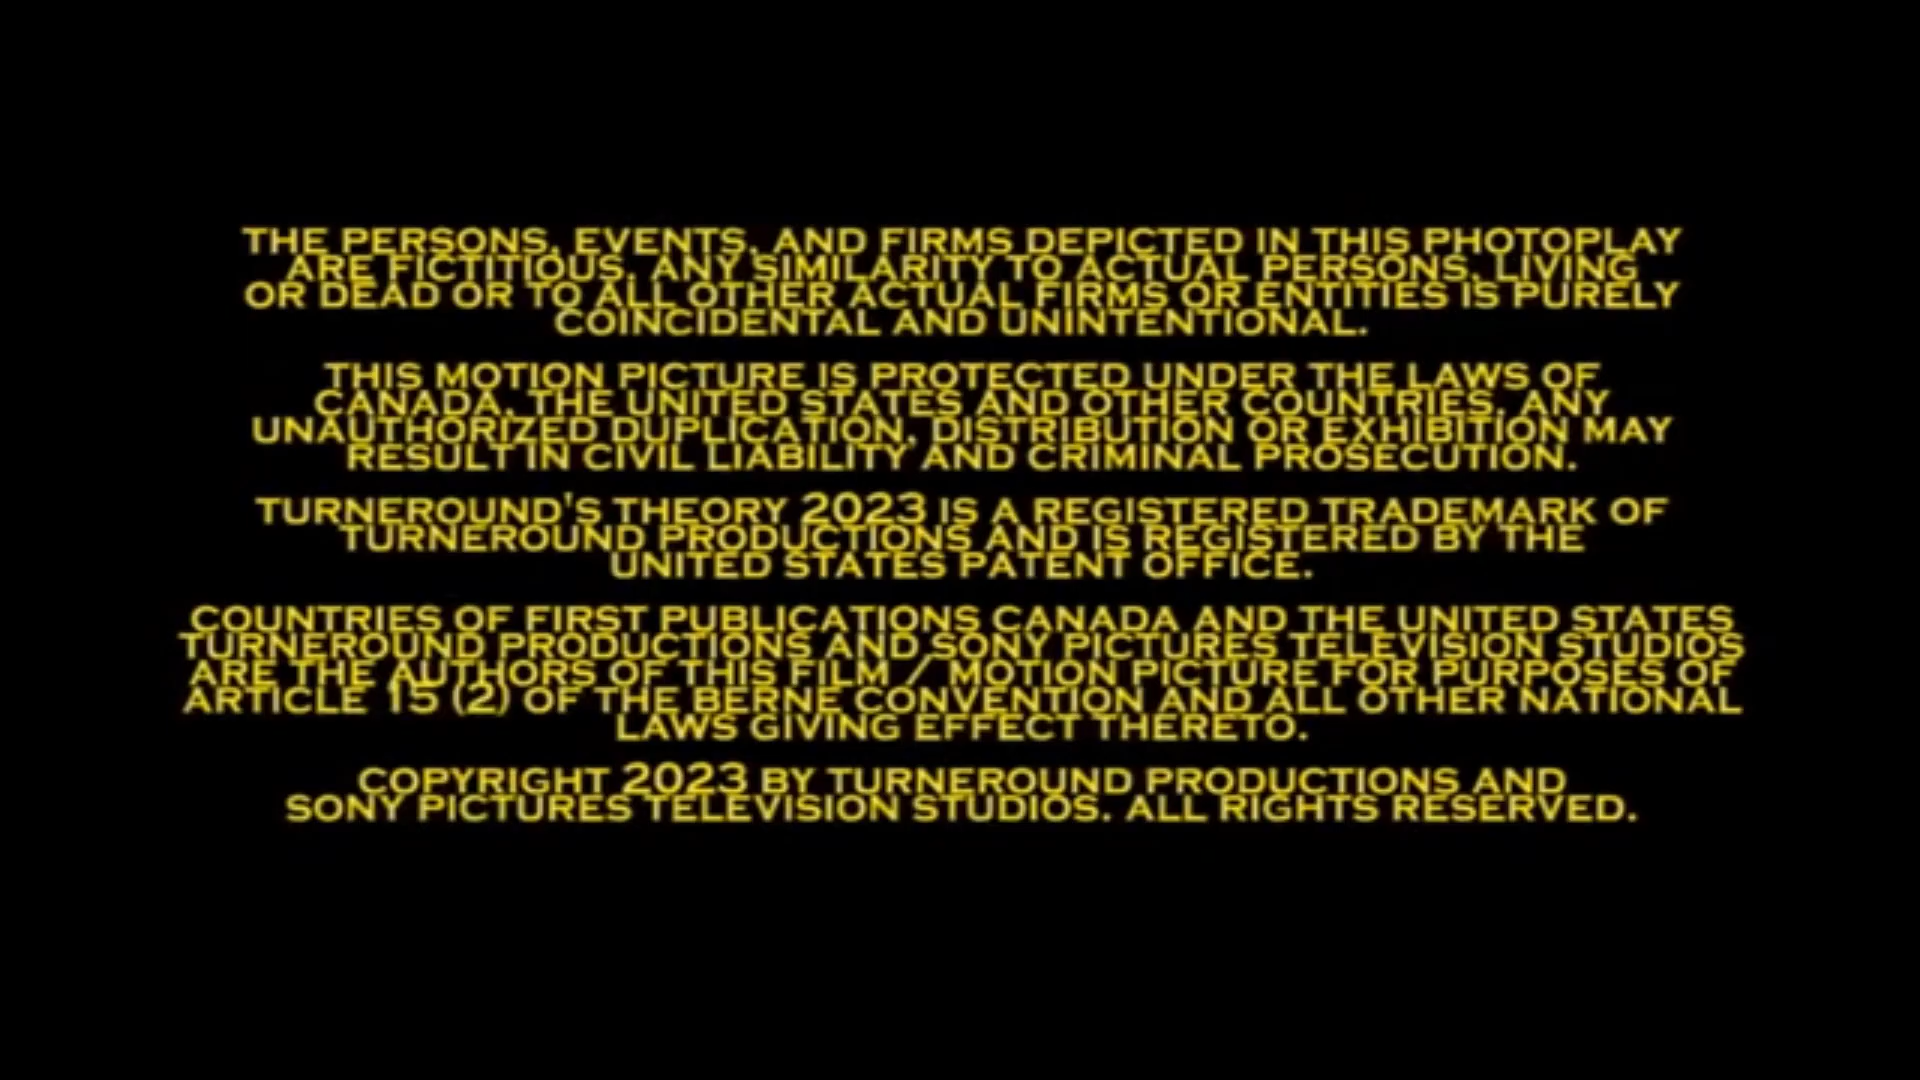 THE PERSONS, EVENTS, AND FIRMS DEPICTED IN THIS PHOTOPLAY
ARE FICTITIOUS. ANY SIMILARITY TO ACTUAL PERSONS, LIVING
OR DEAD OR TO ALL OTHER ACTUAL FIRMS OR ENTITIES IS PURELY
COINCIDENTAL AND UNINTENTIONAL.
THIS MOTION PICTURE IS PROTECTED UNDER THE LAWS OF
CANADA, THE UNITED STATES AND OTHER COUNTRIES. ANY
UNAUTHORIZED DUPLICATION, DISTRIBUTION OR EXHIBITION MAY
RESULT IN CIVIL LIABILITY AND CRIMINAL PROSECUTION.
TURNEROUND'S THEORY 2023 IS A REGISTERED TRADEMARK OF
TURNEROUND PRODUCTIONS AND IS REGISTERED BY THE
UNITED STATES PATENT OFFICE.
COUNTRIES OF FIRST PUBLICATIONS CANADA AND THE UNITED STATES
TURNEROUND PRODUCTIONS AND SONY PICTURES TELEVISION STUDIOS
ARE THE AUTHORS OF THIS FILM / MOTION PICTURE FOR PURPOSES OF
ARTICLE 15 (2) OF THE BERNE CONVENTION AND ALL OTHER NATIONAL
LAWS GIVING EFFECT THERETO.
COPYRIGHT 2023 BY TURNEROUND PRODUCTIONS AND
SONY PICTURES TELEVISION STUDIOS. ALL RIGHTS RESERVED.